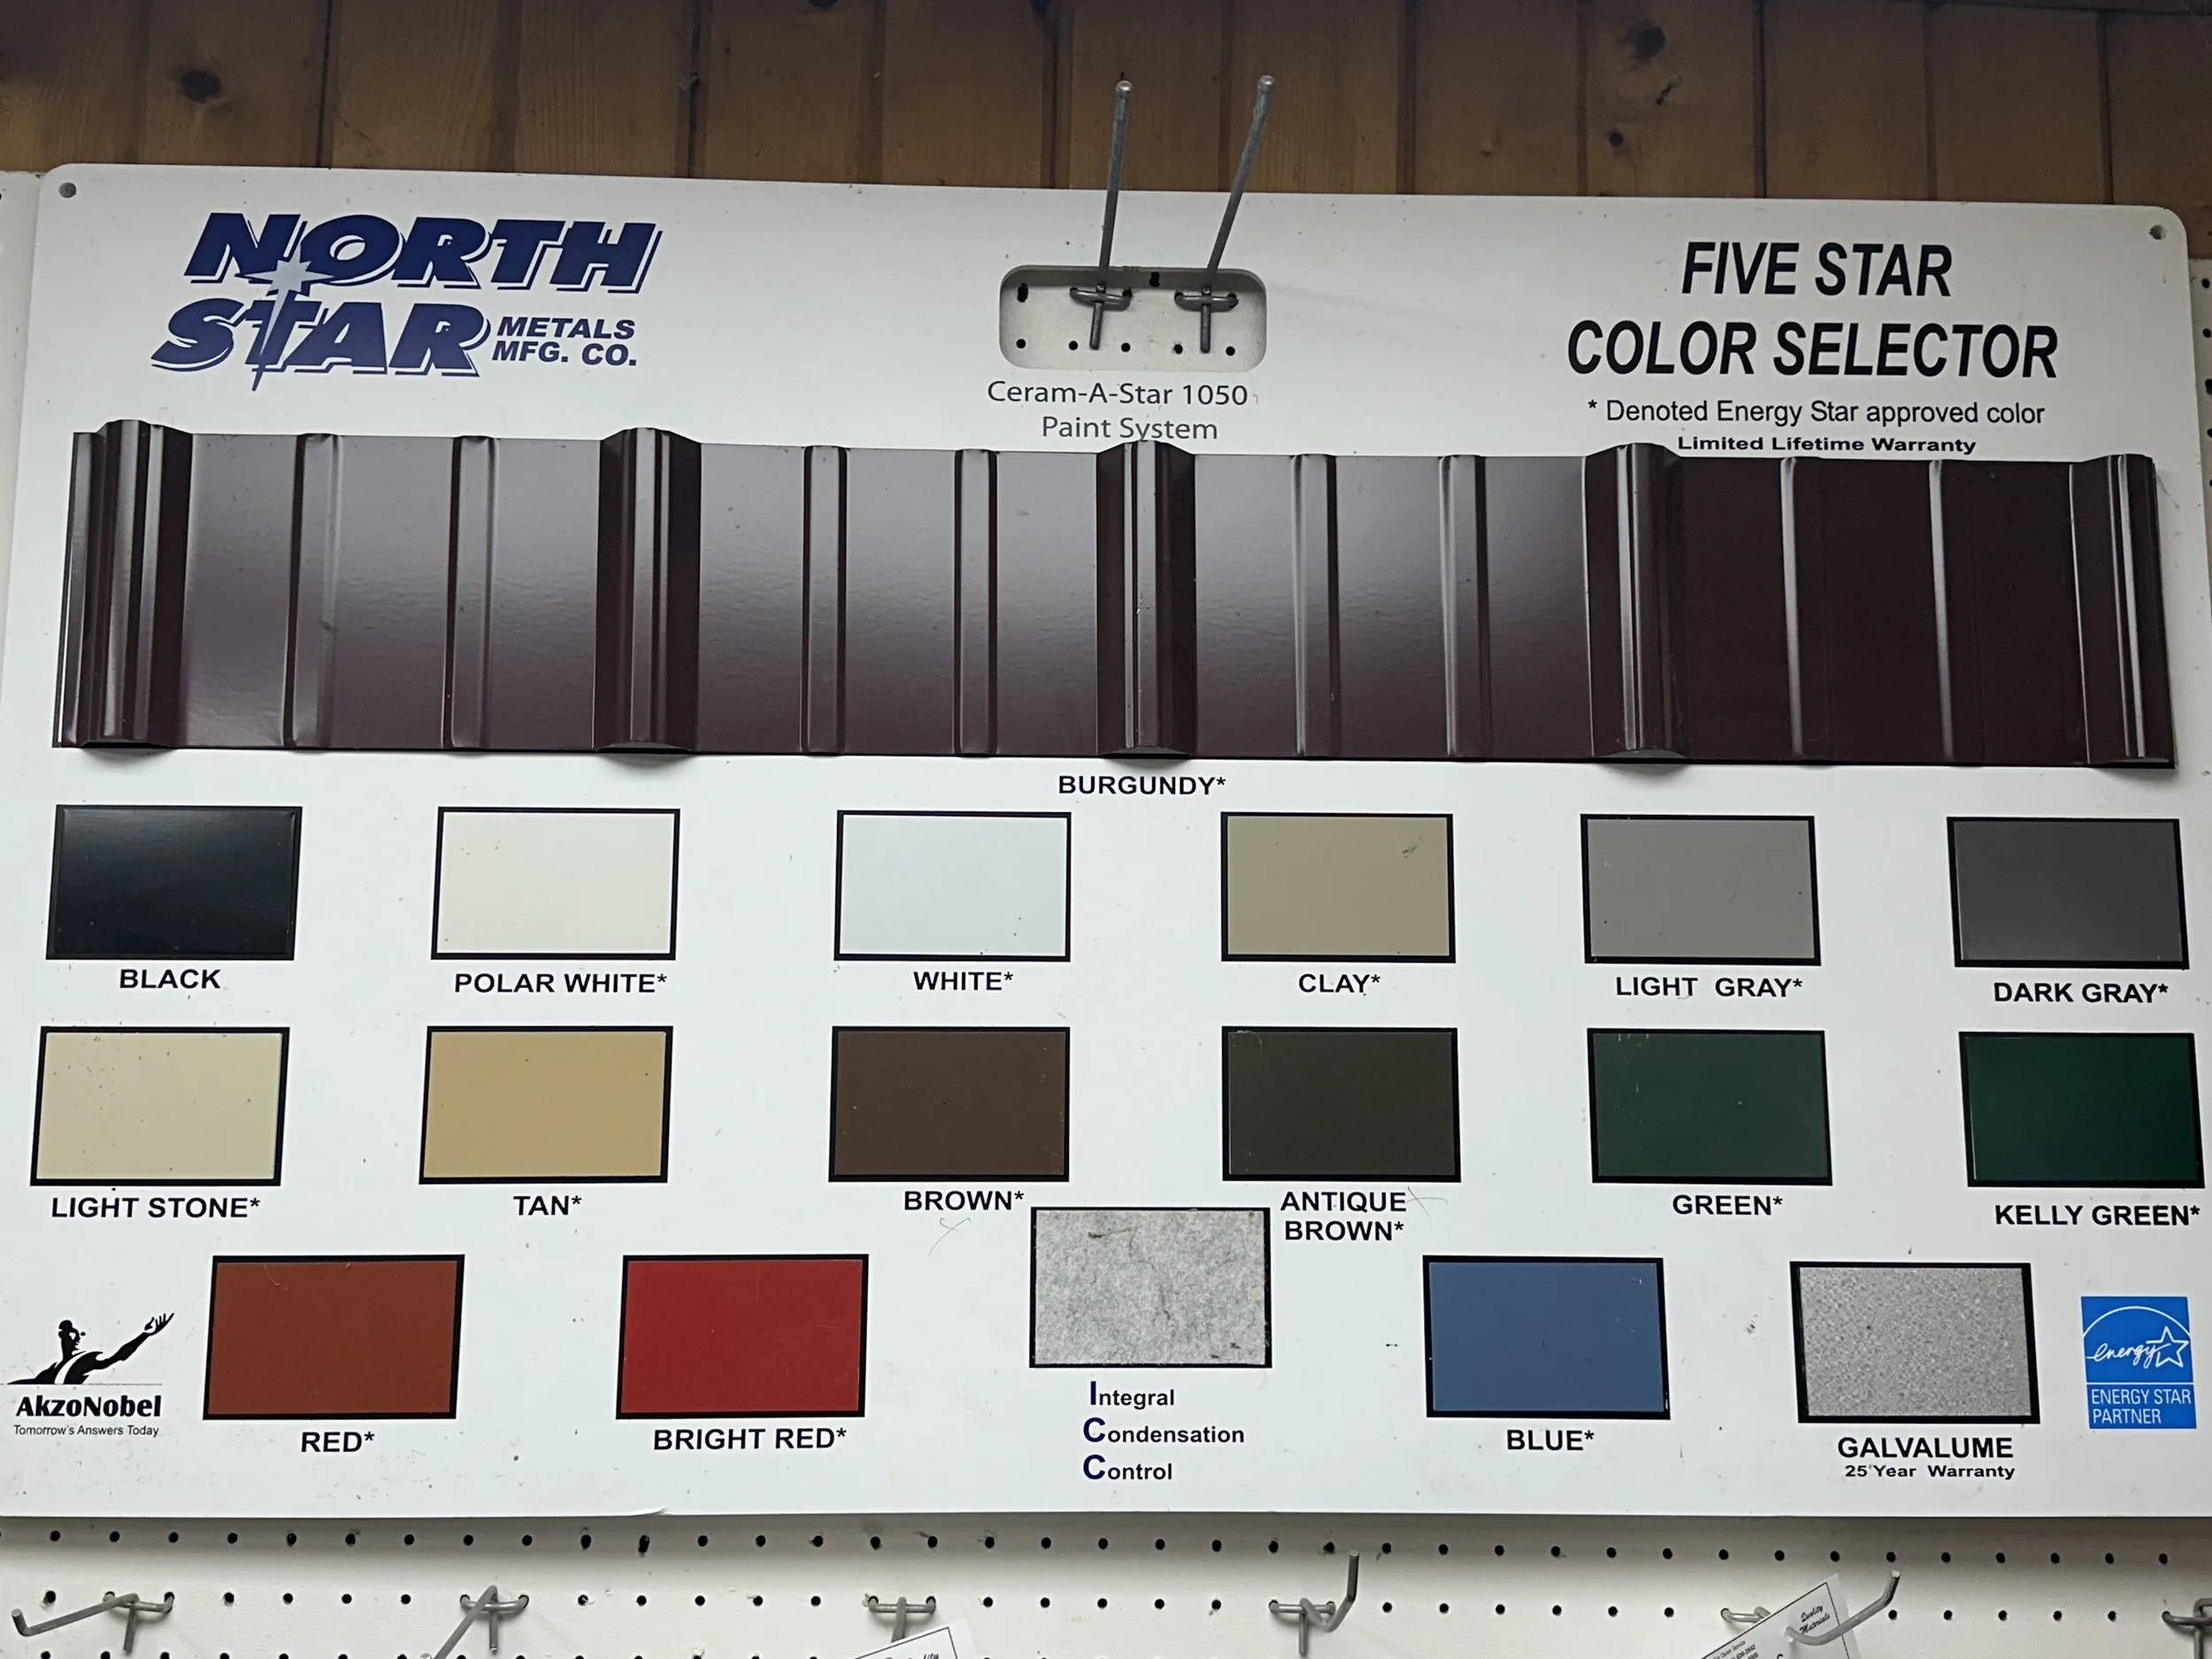 NORTH
STAR METALS
MFG. CO.
Ceram-A-Star 1050
Paint System
FIVE STAR
COLOR SELECTOR
* Denoted Energy Star approved color
Limited Lifetime Warranty
BURGUNDY*
BLACK
POLAR WHITE*
WHITE*
CLAY*
LIGHT GRAY*
DARK GRAY*
LIGHT STONE*
TAN*
BROWN*
ANTIQUE
BROWN*
GREEN*
KELLY GREEN*
AkzoNobel
Tomorrow's Answers Today
RED*
BRIGHT RED*
Integral
Condensation
Control
BLUE*
GALVALUME
25 Year Warranty
energy
ENERGY STAR
PARTNER
Quality
Materials